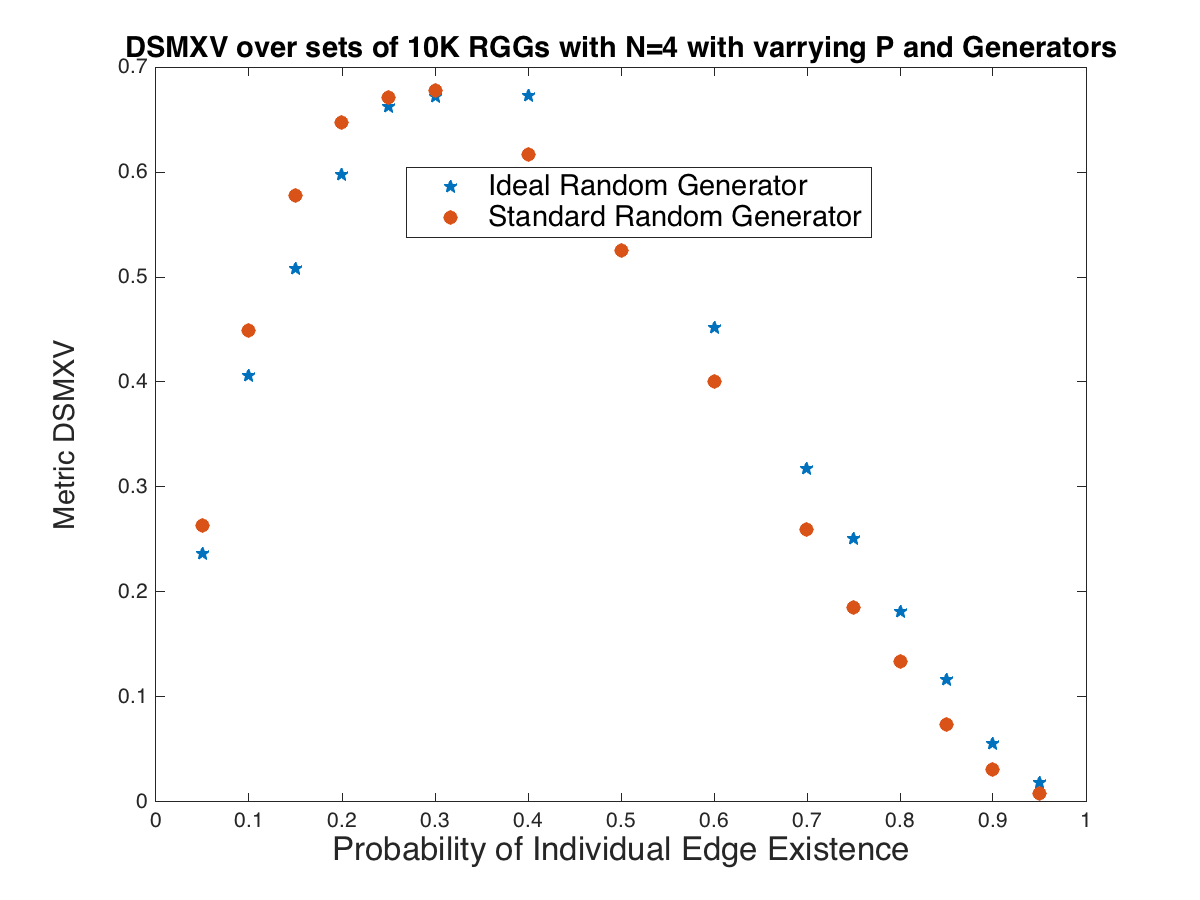 DSMXV over sets of 10K RGGs with N=4 with varrying P and Generators
0.7
0.6
0.5
0.4
0.3
0.2
0.1
0
Metric DSMXV
Ideal Random Generator
Standard Random Generator
0 0.1 0.2 0.3 0.4 0.5 0.6 0.7 0.8 0.9 1
Probability of Individual Edge Existence